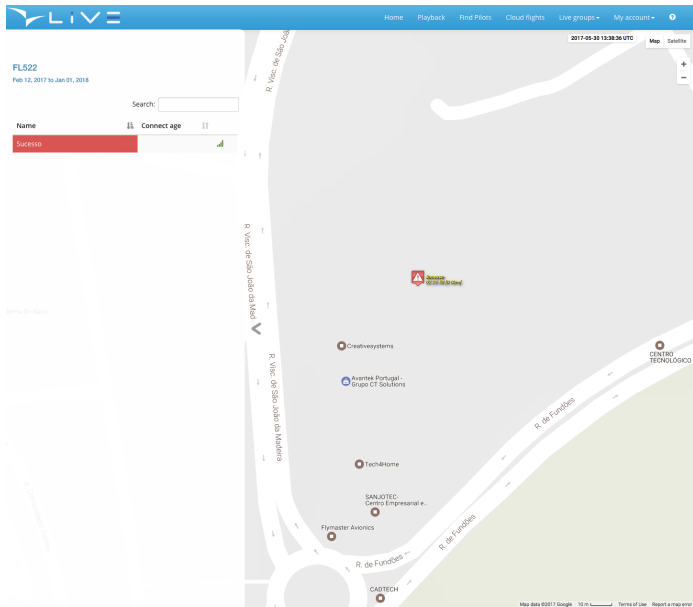 LiVE
Home
Playback
Find Pilots
Cloud flights
Live groups
My account
?
2017-05-30 13:38:36 UTC
Map
Satellite
+
−
FL522
Feb 12, 2017 to Jan 01, 2018
Search:
Name
Connect age
Sucesso
R. Visc. de São João
R. Visc. de São João da Mad
R. Visc. de São João da Madeira
Sucesso
Creativesystems
Avantek Portugal -
Grupo CT Solutions
CENTRO
TECNOLÓGICO
R. de Fundões
Tech4Home
SANJOTEC-
Centro Empresarial e..
Flymaster Avionics
R. de Fundões
R. de Fundões
CADTECH
Map data ©2017 Google
10 m
Terms of Use
Report a map error